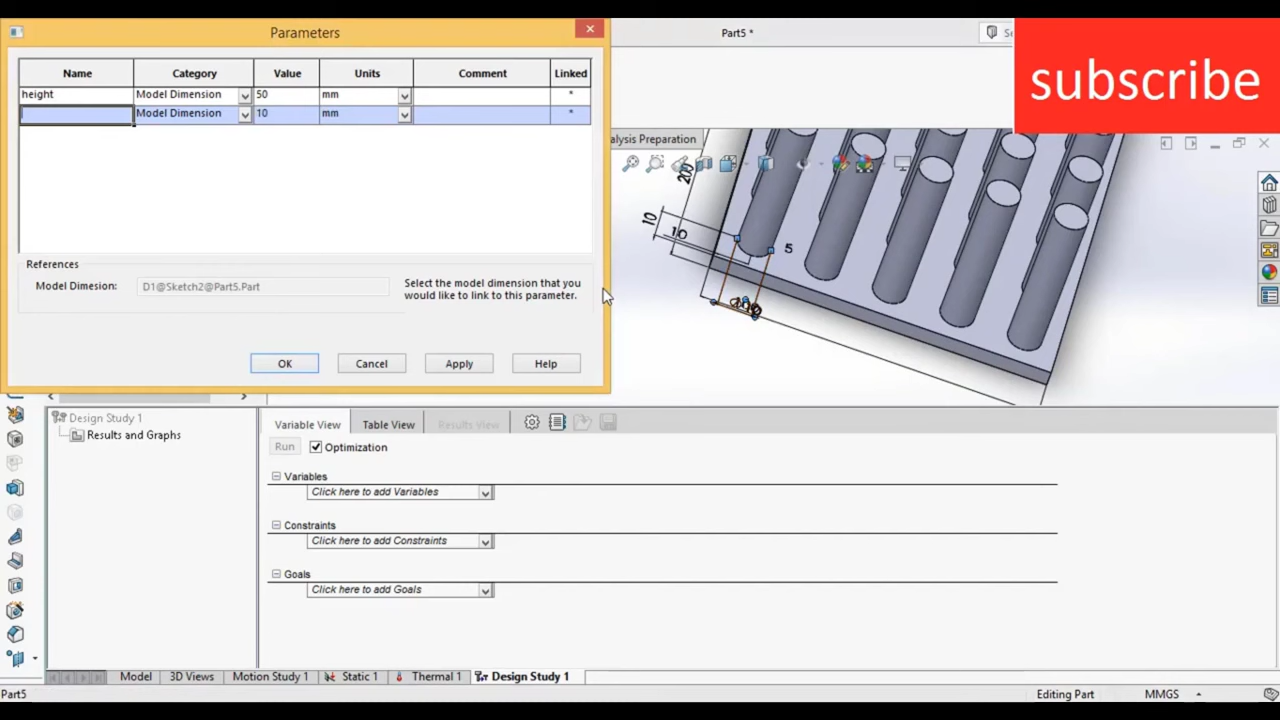 Parameters
Part5 *
subscribe
Name Category Value Units Comment Linked
height Model Dimension 50 mm *
Model Dimension 10 mm *
alysis Preparation
200
10
10
5
References
Model Dimesion: D1@Sketch2@Part5.Part
Select the model dimension that you
would like to link to this parameter.
OK Cancel Apply Help
Design Study 1
Results and Graphs
Variable View Table View Results View
Run Optimization
Variables
Click here to add Variables
Constraints
Click here to add Constraints
Goals
Click here to add Goals
Model 3D Views Motion Study 1 Static 1 Thermal 1 Design Study 1
Part5 Editing Part MMGS